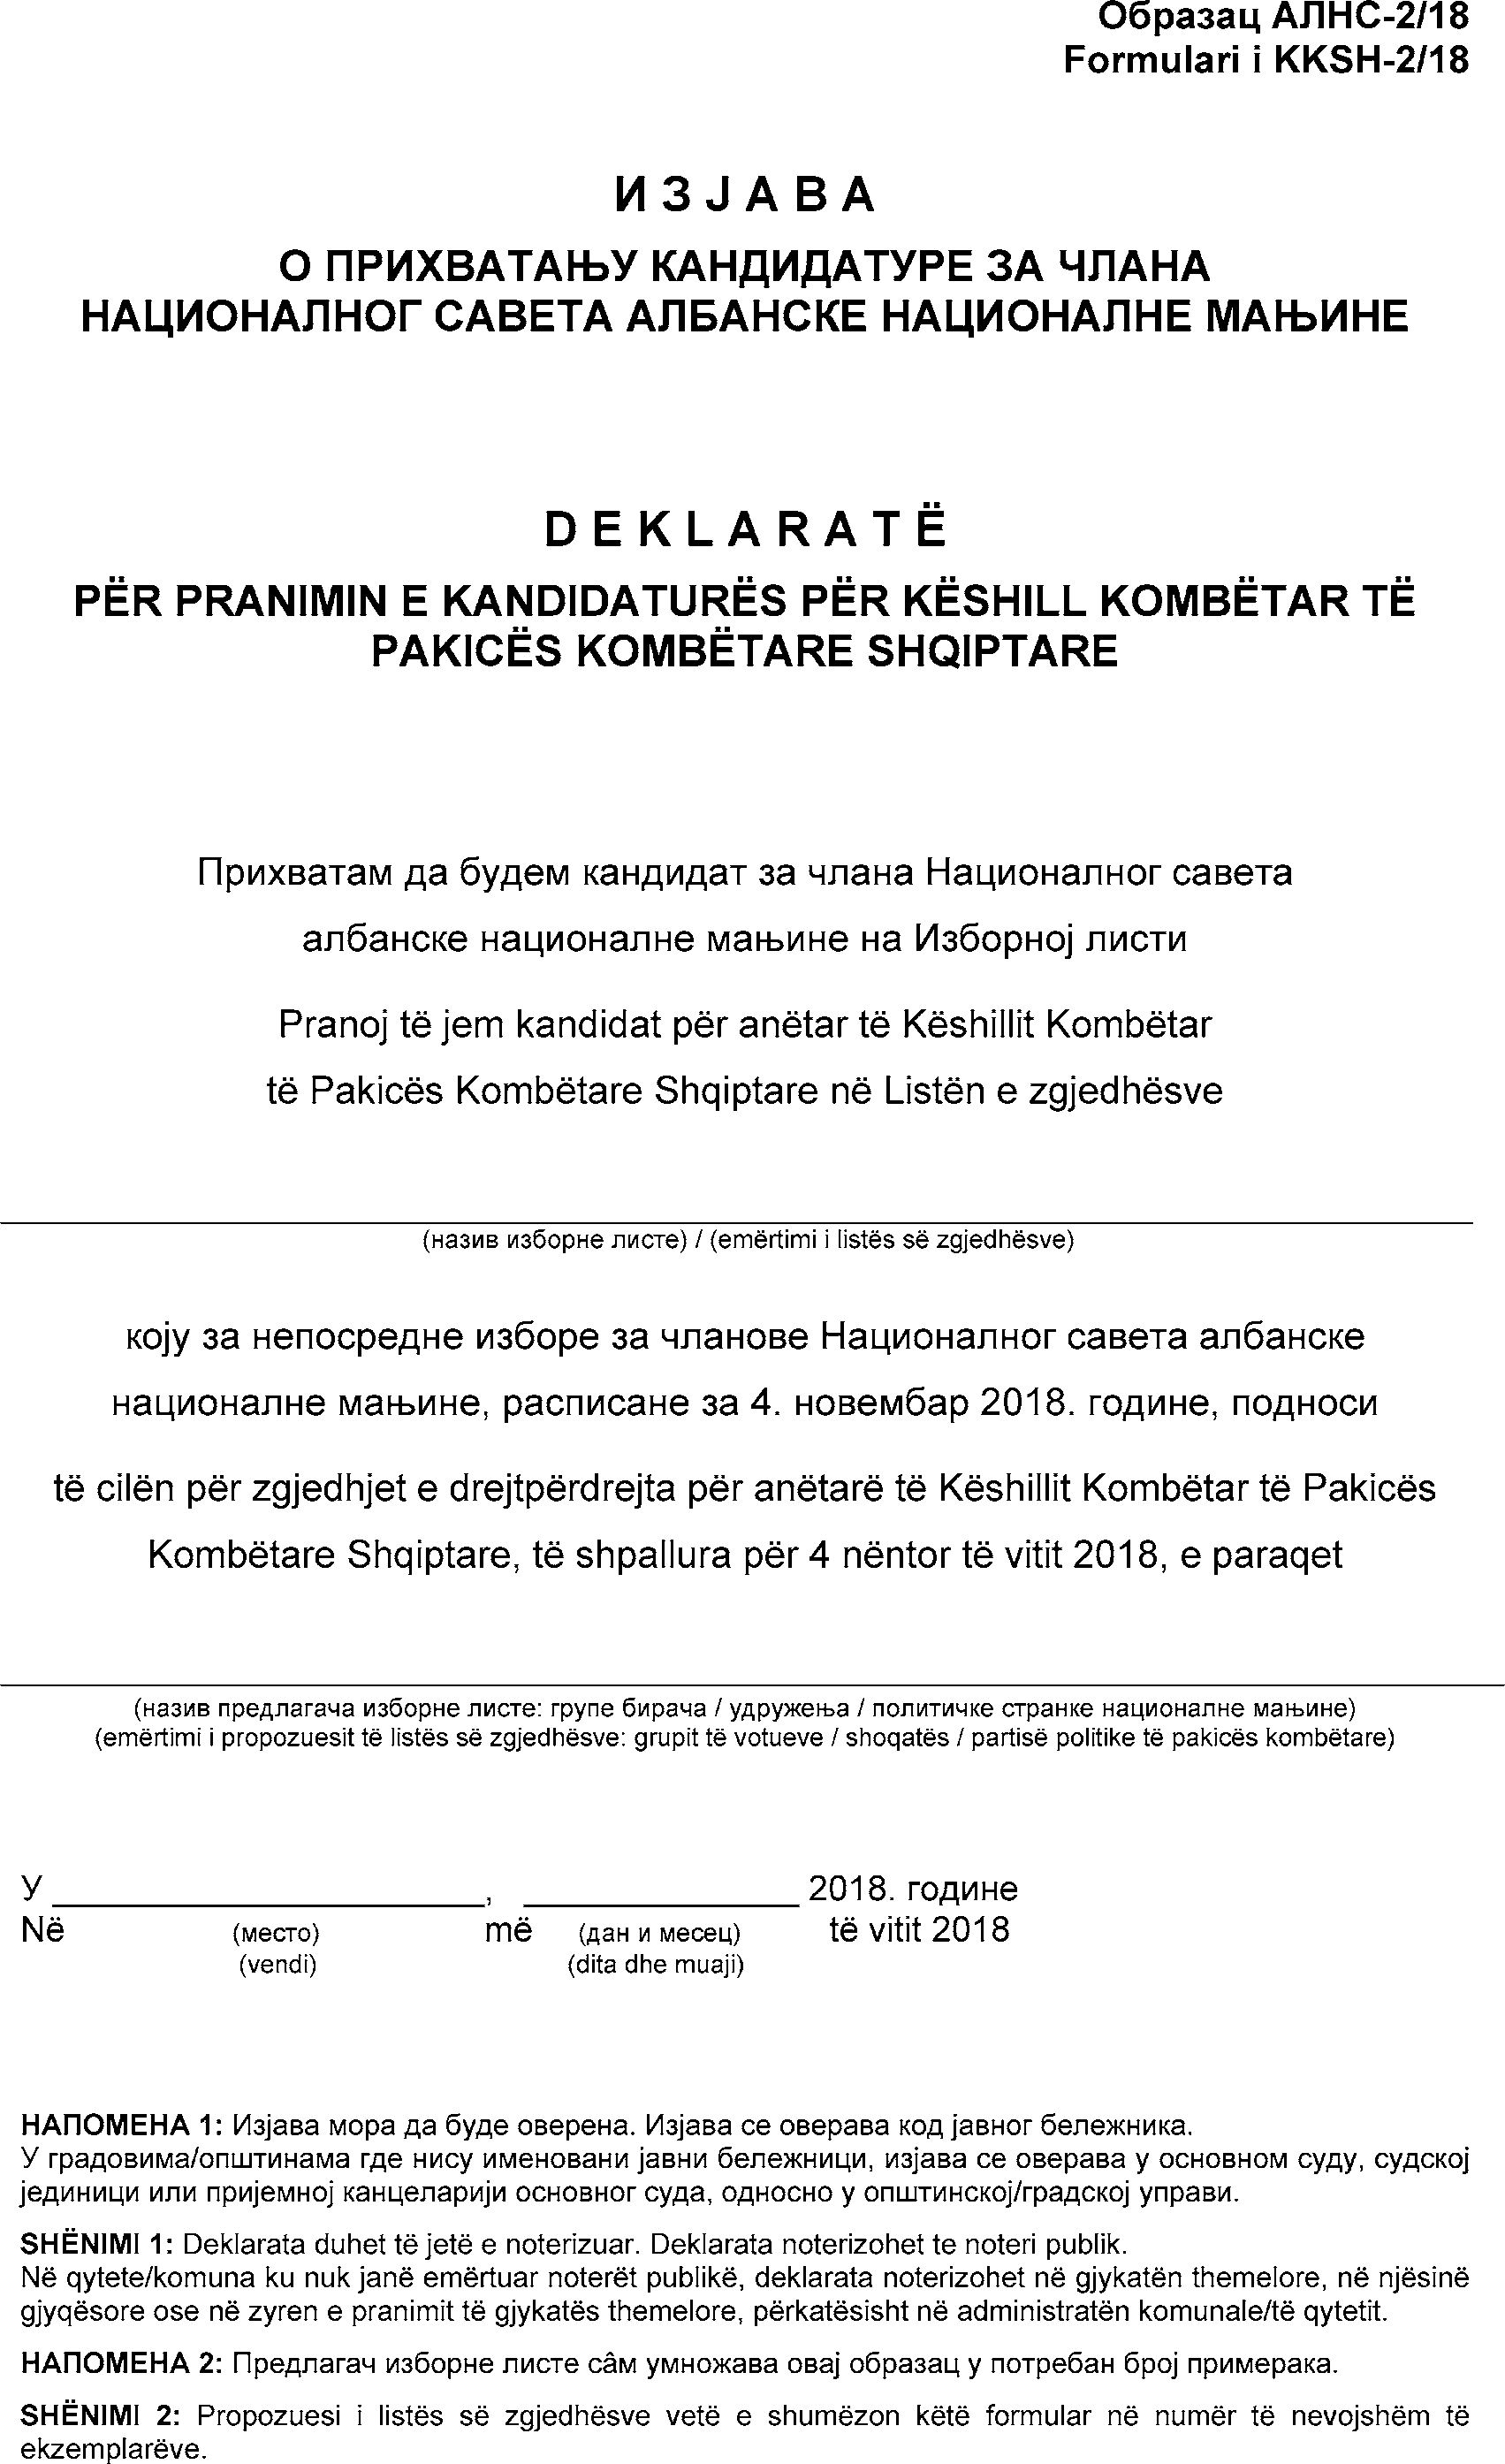 Образац АЛНС-2/18
Formulari i KKSH-2/18
И З Ј А В А
О ПРИХВАТАЊУ КАНДИДАТУРЕ ЗА ЧЛАНА
НАЦИОНАЛНОГ САВЕТА АЛБАНСКЕ НАЦИОНАЛНЕ МАЊИНЕ
D E K L A R A T Ë
PËR PRANIMIN E KANDIDATURËS PËR KËSHILL KOMBËTAR TË
PAKICËS KOMBËTARE SHQIPTARE
Прихватам да будем кандидат за члана Националног савета
албанске националне мањине на Изборној листи
Pranoj të jem kandidat për anëtar të Këshillit Kombëtar
të Pakicës Kombëtare Shqiptare në Listën e zgjedhësve
(назив изборне листе) / (emërtimi i listës së zgjedhësve)
коју за непосредне изборе за чланове Националног савета албанске
националне мањине, расписане за 4. новембар 2018. године, подноси
të cilën për zgjedhjet e drejtpërdrejta për anëtarë të Këshillit Kombëtar të Pakicës
Kombëtare Shqiptare, të shpallura për 4 nëntor të vitit 2018, e paraqet
(назив предлагача изборне листе: групе бирача / удружења / политичке странке националне мањине)
(emërtimi i propozuesit të listës së zgjedhësve: grupit të votueve / shoqatës / partisë politike të pakicës kombëtare)
У ____________________, _____________ 2018. године
Në (место) më (дан и месец) të vitit 2018
(vendi) (dita dhe muaji)
НАПОМЕНА 1: Изјава мора да буде оверена. Изјава се оверава код јавног бележника.
У градовима/општинама где нису именовани јавни бележници, изјава се оверава у основном суду, судској
јединици или пријемној канцеларији основног суда, односно у општинској/градској управи.
SHËNIMI 1: Deklarata duhet të jetë e noterizuar. Deklarata noterizohet te noteri publik.
Në qytete/komuna ku nuk janë emërtuar noterët publikë, deklarata noterizohet në gjykatën themelore, në njësinë
gjyqësore ose në zyren e pranimit të gjykatës themelore, përkatësisht në administratën komunale/të qytetit.
НАПОМЕНА 2: Предлагач изборне листе сâм умножава овај образац у потребан број примерака.
SHËNIMI 2: Propozuesi i listës së zgjedhësve vetë e shumëzon këtë formular në numër të nevojshëm të
ekzemplarëve.